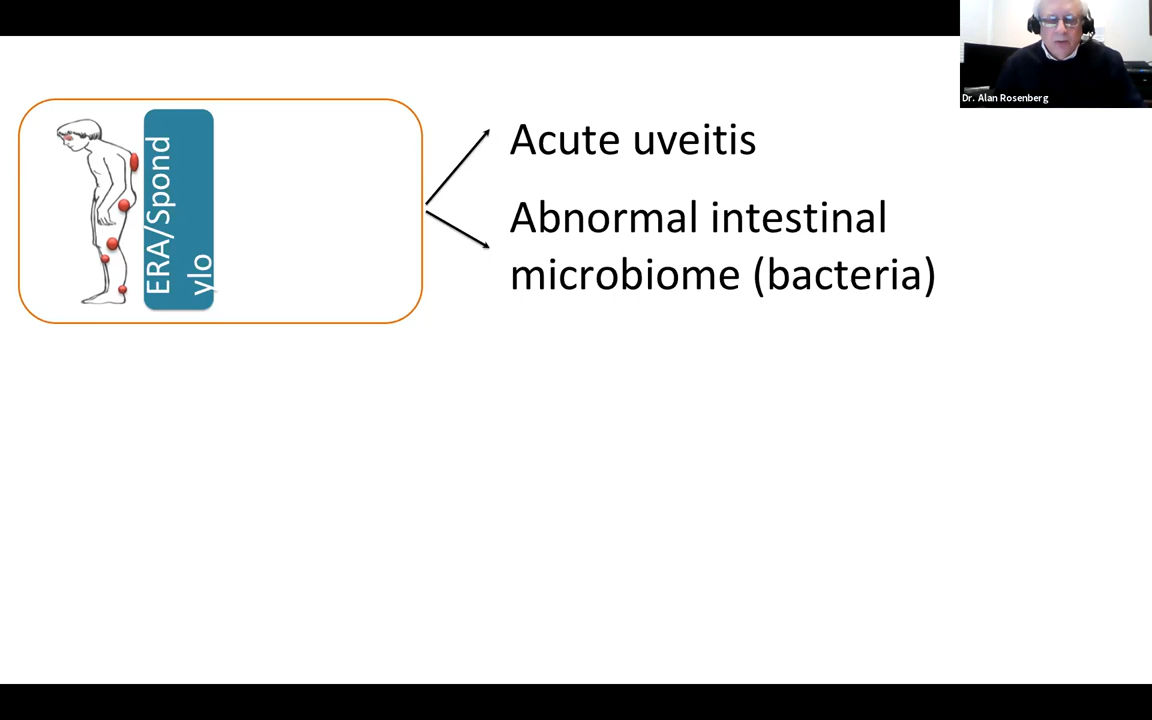 Dr. Alan Rosenberg
ERA/Spond
ylo
Acute uveitis
Abnormal intestinal
microbiome (bacteria)